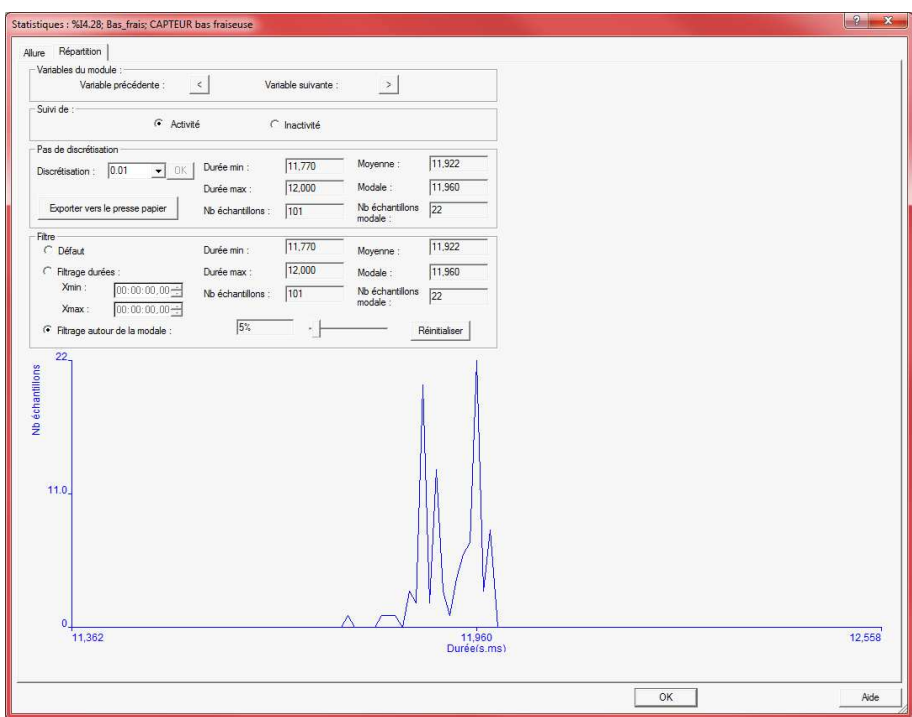 Statistiques : %I4.28; Bas_frais; CAPTEUR bas fraiseuse
? X
Allure Répartition
Variables du module :
Variable précédente : < Variable suivante : >
Suivi de :
Activité Inactivité
Pas de discrétisation
Discrétisation : 0.01 OK Durée min : 11,770 Moyenne : 11,922
Durée max : 12,000 Modale : 11,960
Exporter vers le presse papier Nb échantillons : 101 Nb échantillons modale : 22
Filtre
Défaut Durée min : 11,770 Moyenne : 11,922
Filtrage durées : Durée max : 12,000 Modale : 11,960
Xmin : 00:00:00,00 Nb échantillons : 101 Nb échantillons modale : 22
Xmax : 00:00:00,00
Filtrage autour de la modale : 5% Réinitialiser
22
Nb échantillons
11.0
0
11,362 11,960 12,558
Durée(s.ms)
OK Aide